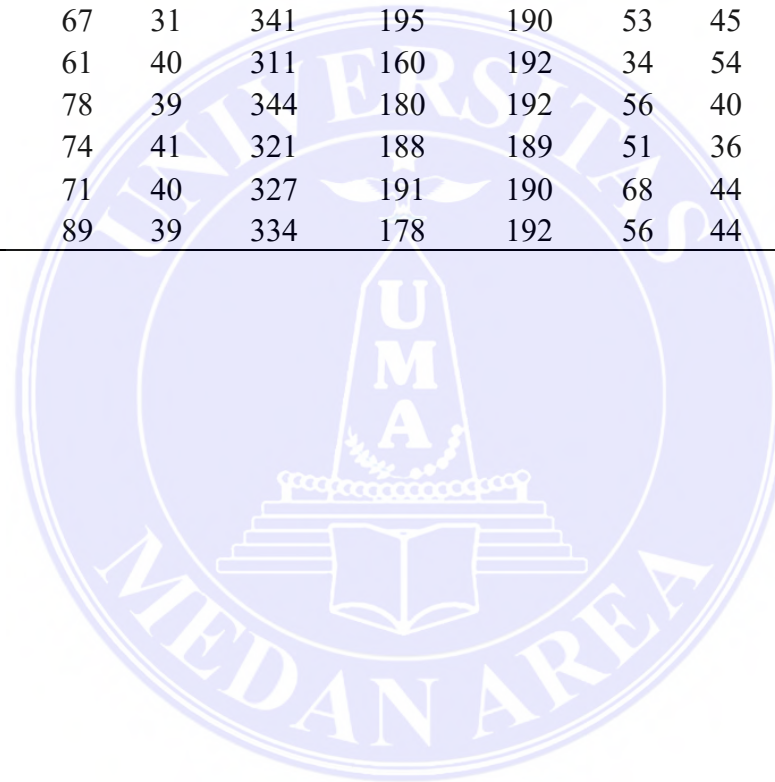 67 31 341 195 190 53 45
61 40 311 160 192 34 54
78 39 344 180 192 56 40
74 41 321 188 189 51 36
71 40 327 191 190 68 44
89 39 334 178 192 56 44
UNIVERSITAS
U
M
A
MEDAN AREA